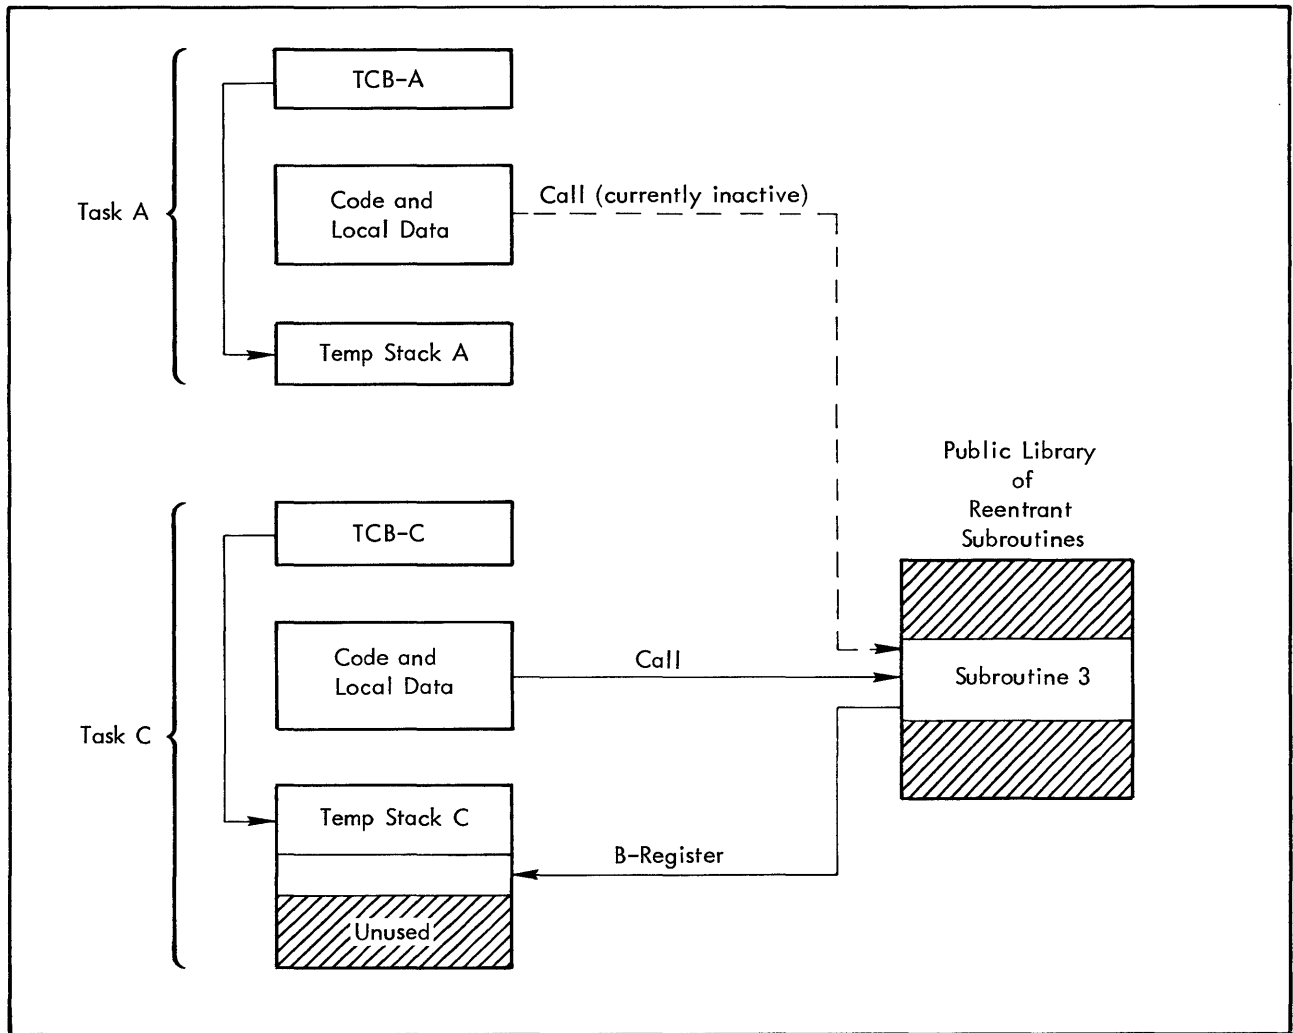 TCB-A
Task A
Code and
Local Data
Call (currently inactive)
Temp Stack A
Public Library
of
Reentrant
Subroutines
TCB-C
Code and
Local Data
Call
Subroutine 3
Task C
Temp Stack C
B-Register
Unused